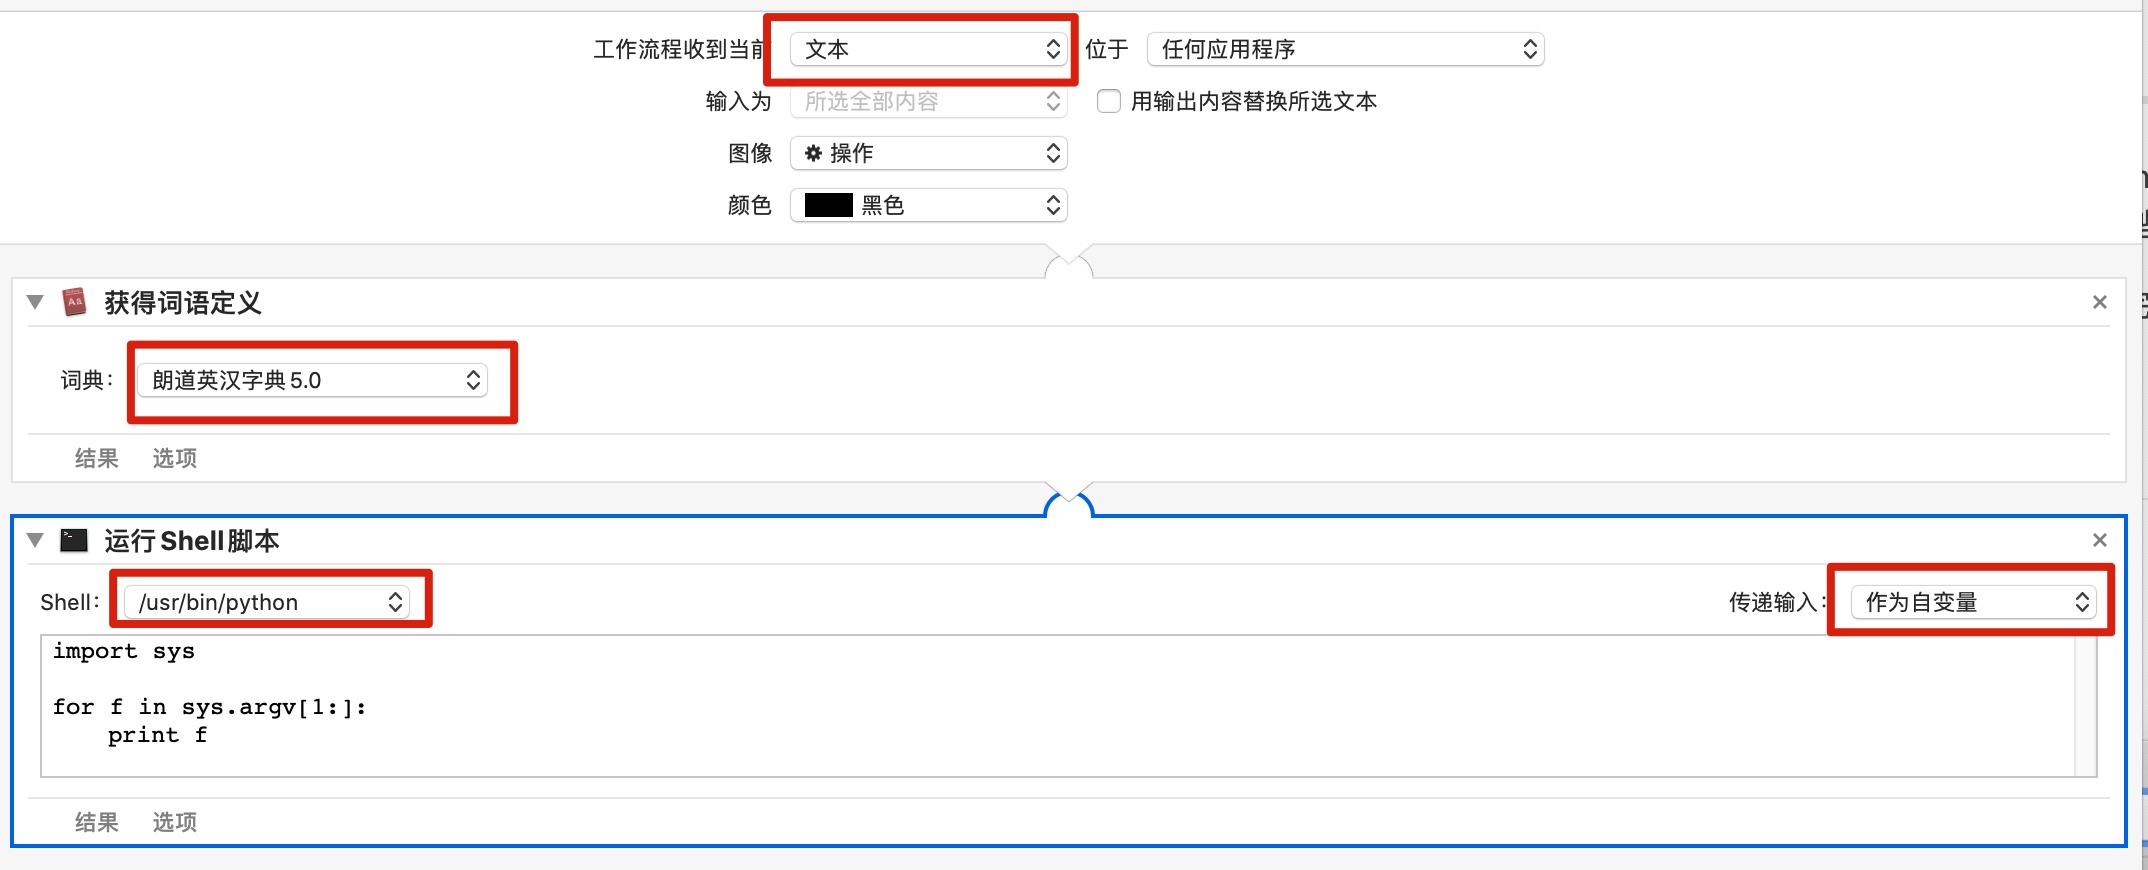 工作流程收到当前 文本 位于 任何应用程序
输入为 所选全部内容 用输出内容替换所选文本
图像 操作
颜色 黑色
获得词语定义
词典： 朗道英汉字典 5.0
结果 选项
运行 Shell 脚本
Shell： /usr/bin/python 传递输入： 作为自变量
import sys
for f in sys.argv[1:]:
    print f
结果 选项